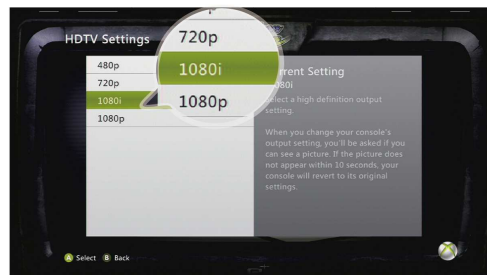 HDTV Settings
480p
720p
1080i
1080p
720p
1080i
1080p
rrent Setting
080i
elect a high definition output
setting.
When you change your console's
output setting, you'll be asked if you
can see a picture. If the picture does
not appear within 10 seconds, your
console will revert to its original
settings.
A Select B Back